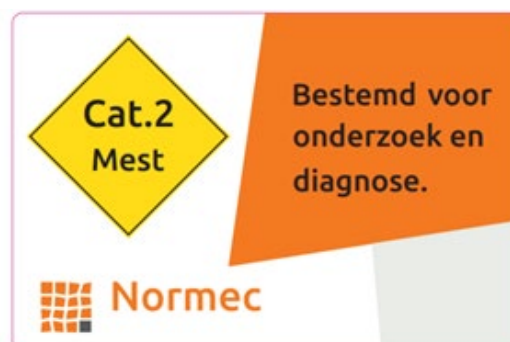 Cat.2
Mest
Bestemd voor
onderzoek en
diagnose.
Normec